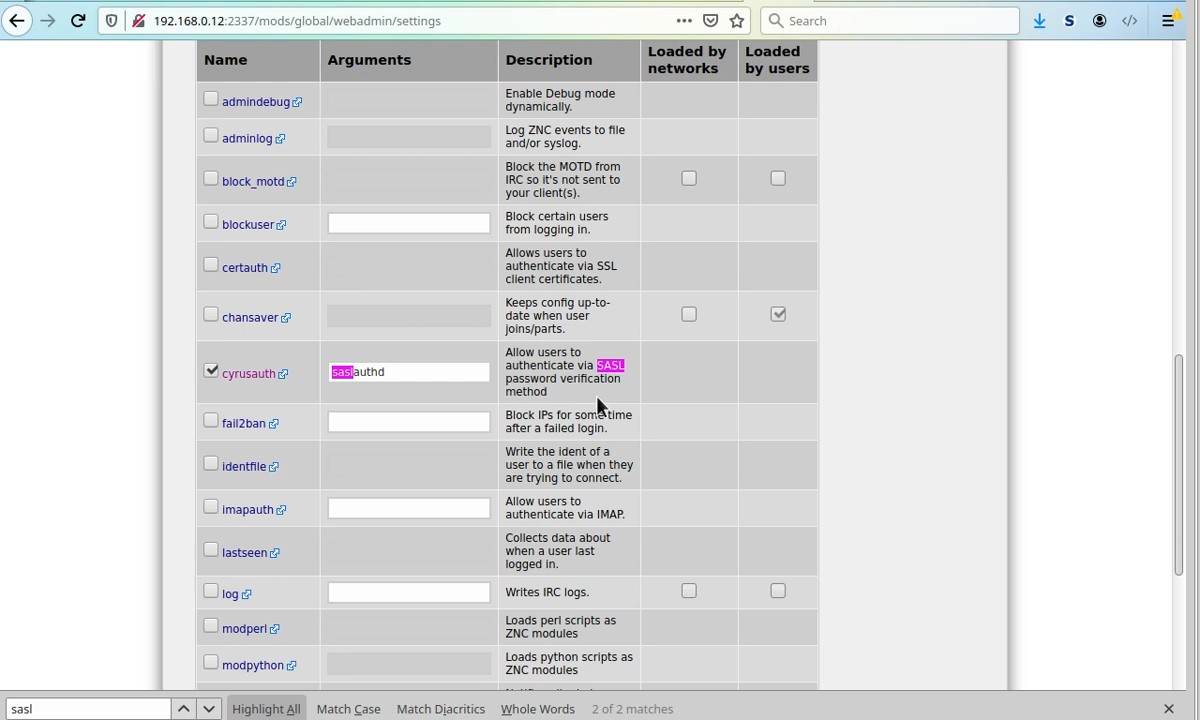 192.168.0.12:2337/mods/global/webadmin/settings
Search
Name
Arguments
Description
Loaded by
networks
Loaded
by users
admindebug
Enable Debug mode
dynamically.
adminlog
Log ZNC events to file
and/or syslog.
block_motd
Block the MOTD from
IRC so it's not sent to
your client(s).
blockuser
Block certain users
from logging in.
certauth
Allows users to
authenticate via SSL
client certificates.
chansaver
Keeps config up-to-
date when user
joins/parts.
cyrusauth
saslauthd
Allow users to
authenticate via SASL
password verification
method
fail2ban
Block IPs for some time
after a failed login.
identfile
Write the ident of a
user to a file when they
are trying to connect.
imapauth
Allow users to
authenticate via IMAP.
lastseen
Collects data about
when a user last
logged in.
log
Writes IRC logs.
modperl
Loads perl scripts as
ZNC modules
modpython
Loads python scripts as
ZNC modules
sasl
Highlight All
Match Case
Match Diacritics
Whole Words
2 of 2 matches